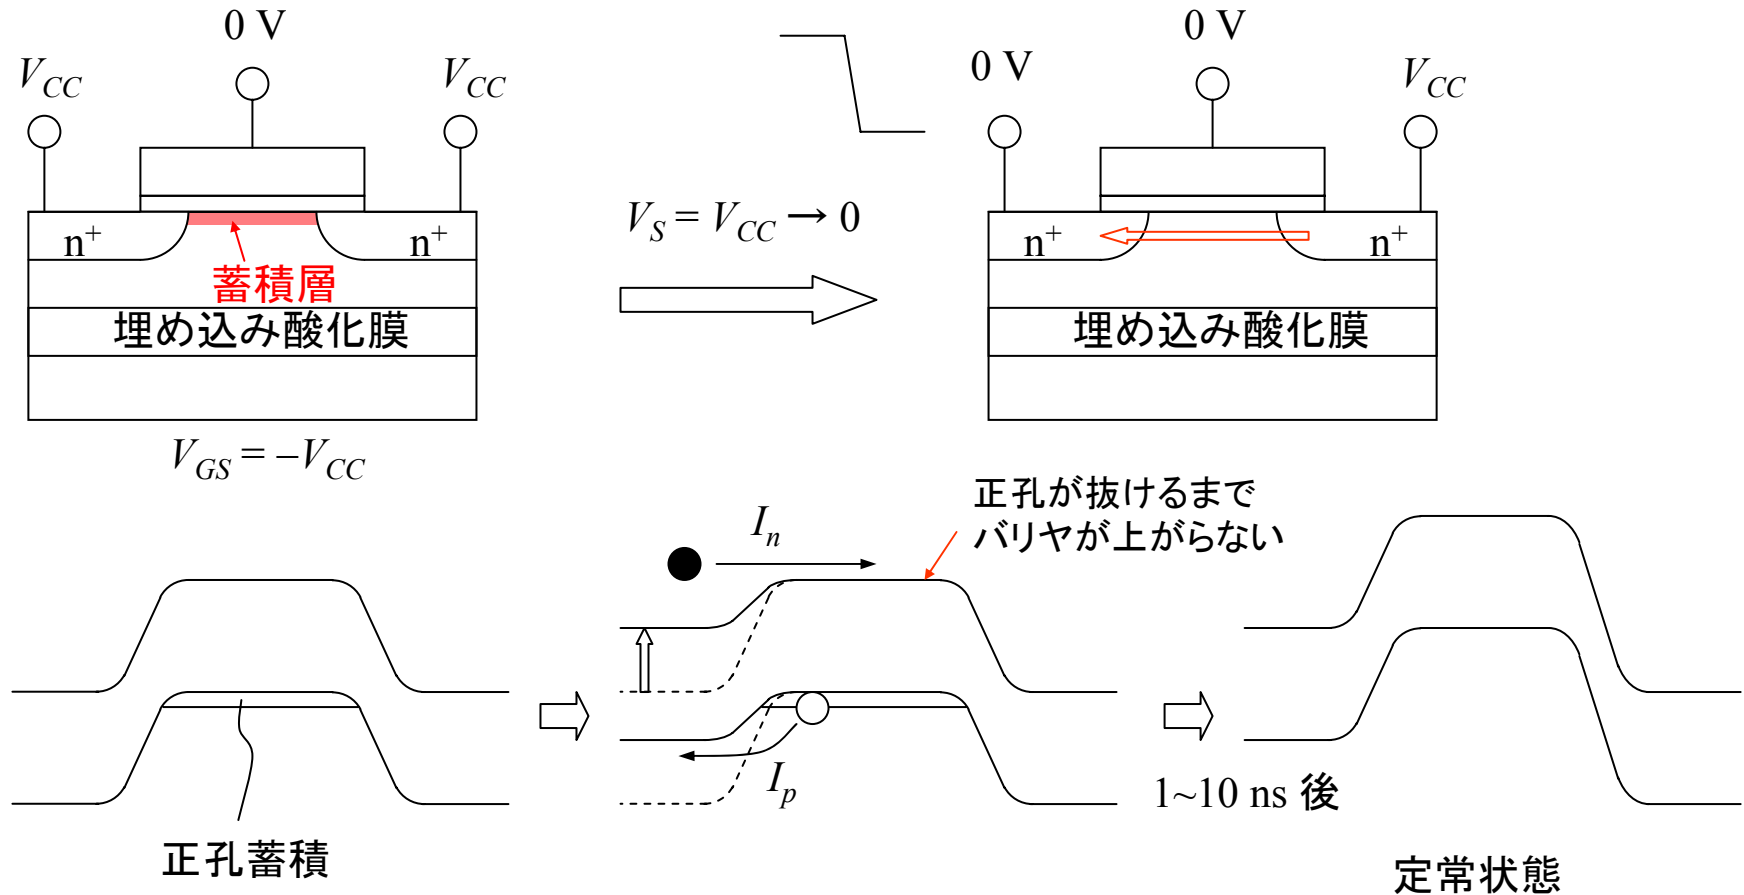 0 V
V_CC
V_CC
n⁺
n⁺
蓄積層
埋め込み酸化膜
V_GS = –V_CC
V_S = V_CC → 0
0 V
0 V
V_CC
n⁺
n⁺
埋め込み酸化膜
正孔蓄積
I_n
正孔が抜けるまで
バリヤが上がらない
I_p
1~10 ns 後
定常状態